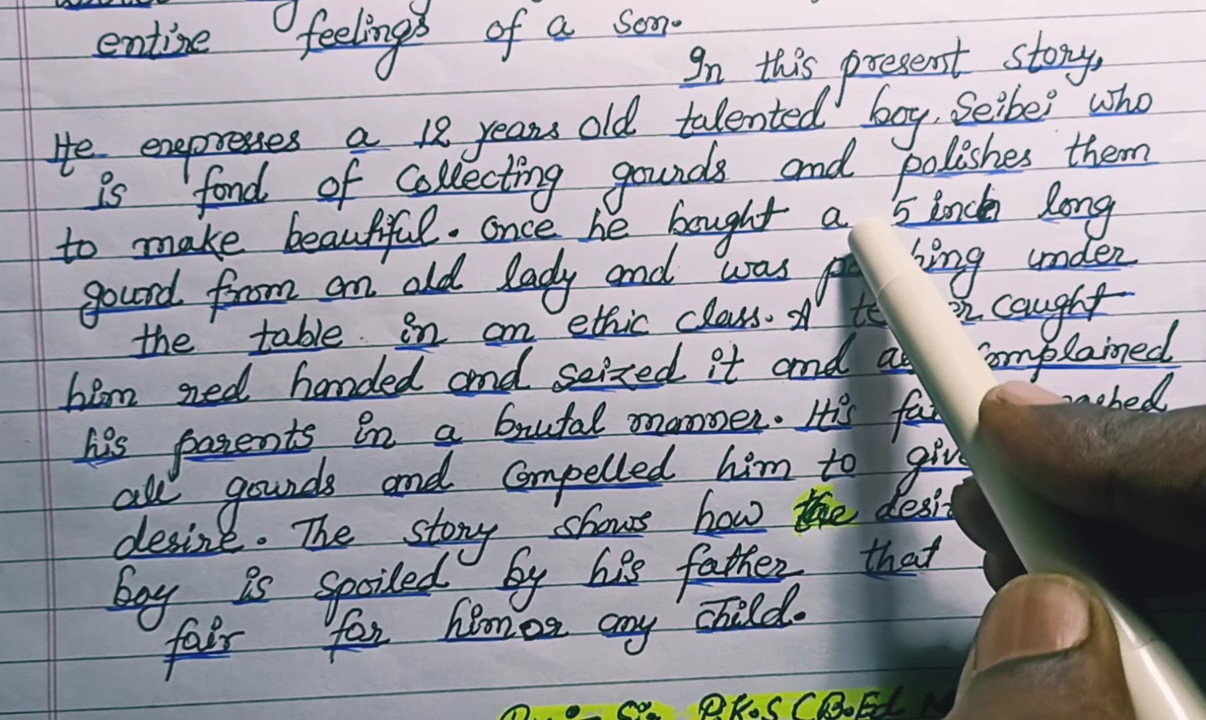 entire feelings of a son.
In this present story,
He exepresses a 12 years old talented boy, Seibei who
is fond of Collecting gourds and polishes them
to make beautiful. Once he bought a 5 inch long
gourd from an old lady and was under
the table in an ethic class. A caught
him red handed and seized it and complained
his parents in a brutal manner. His
all gourds and Compelled him to
desire. The story shows how the
boy is spoiled by his father that
fair for him or any child.
P.K.S (B.Ed